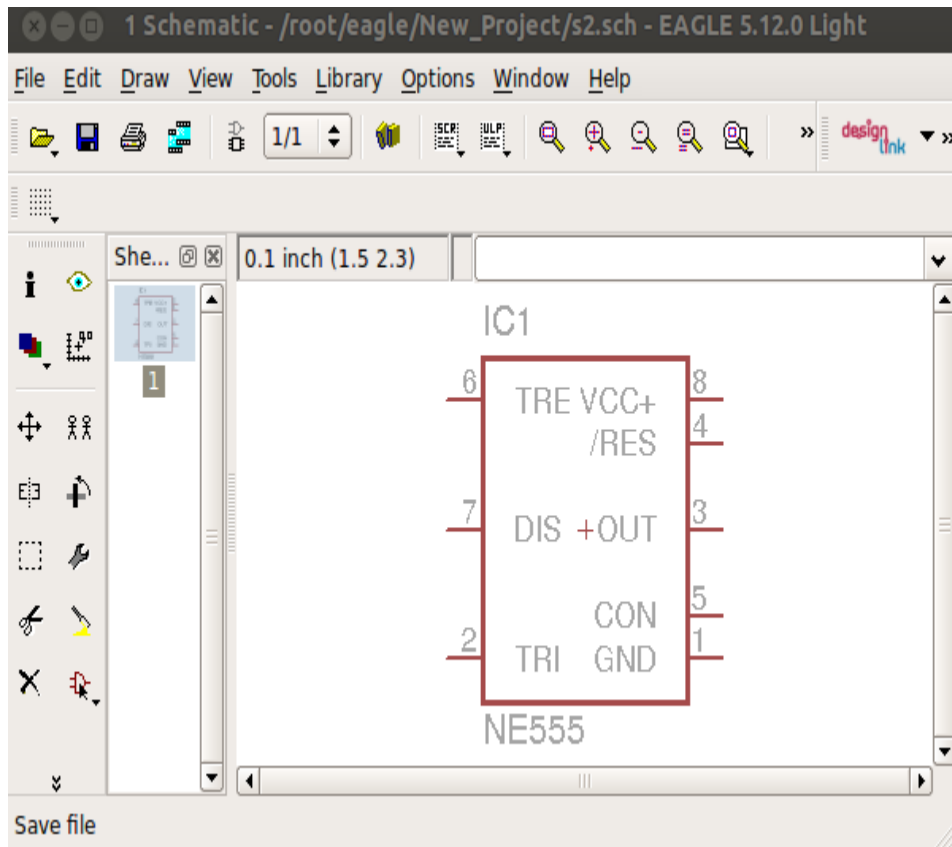 1 Schematic - /root/eagle/New_Project/s2.sch - EAGLE 5.12.0 Light
File Edit Draw View Tools Library Options Window Help
1/1 SCR ULP design link
She... 0.1 inch (1.5 2.3)
1
IC1
6 TRE VCC+ 8
/RES 4
7 DIS +OUT 3
CON 5
2 TRI GND 1
NE555
Save file